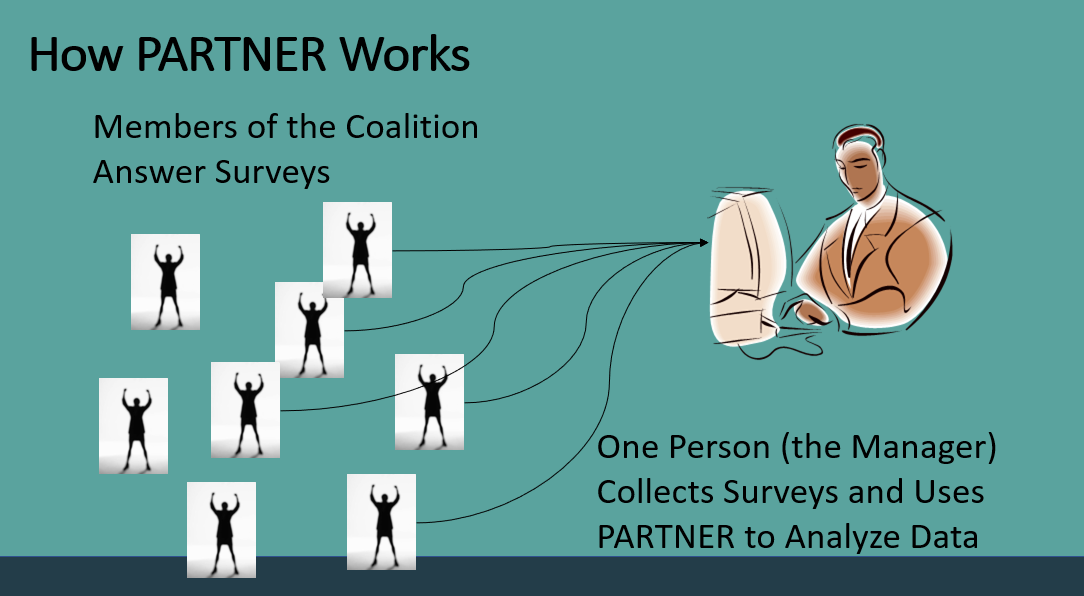 How PARTNER Works
Members of the Coalition
Answer Surveys
One Person (the Manager)
Collects Surveys and Uses
PARTNER to Analyze Data